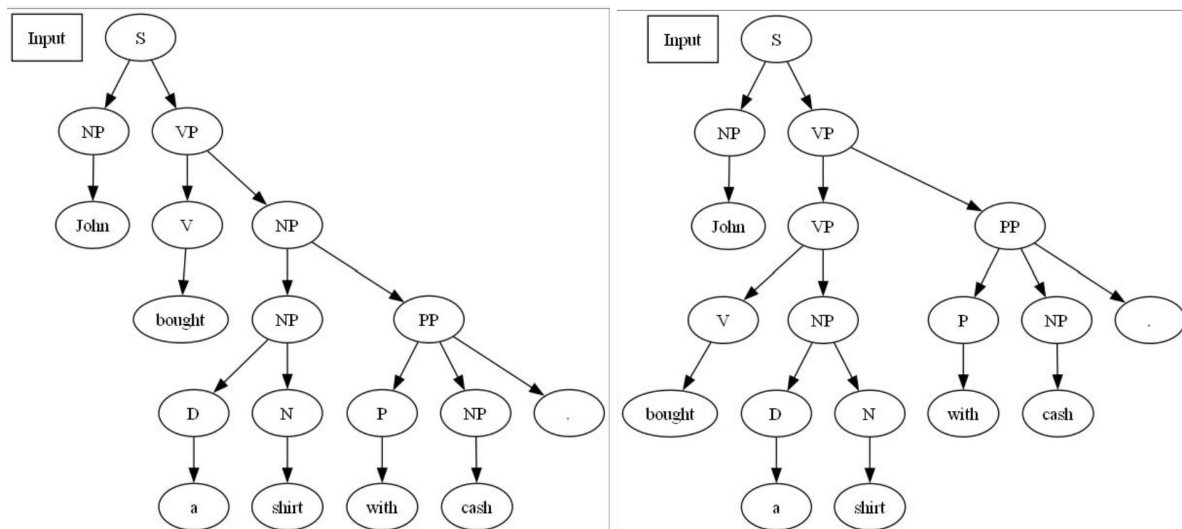 Input S
NP VP
John V NP
bought NP PP
D N P NP .
a shirt with cash
Input S
NP VP
John VP PP
V NP P NP .
bought D N with cash
a shirt